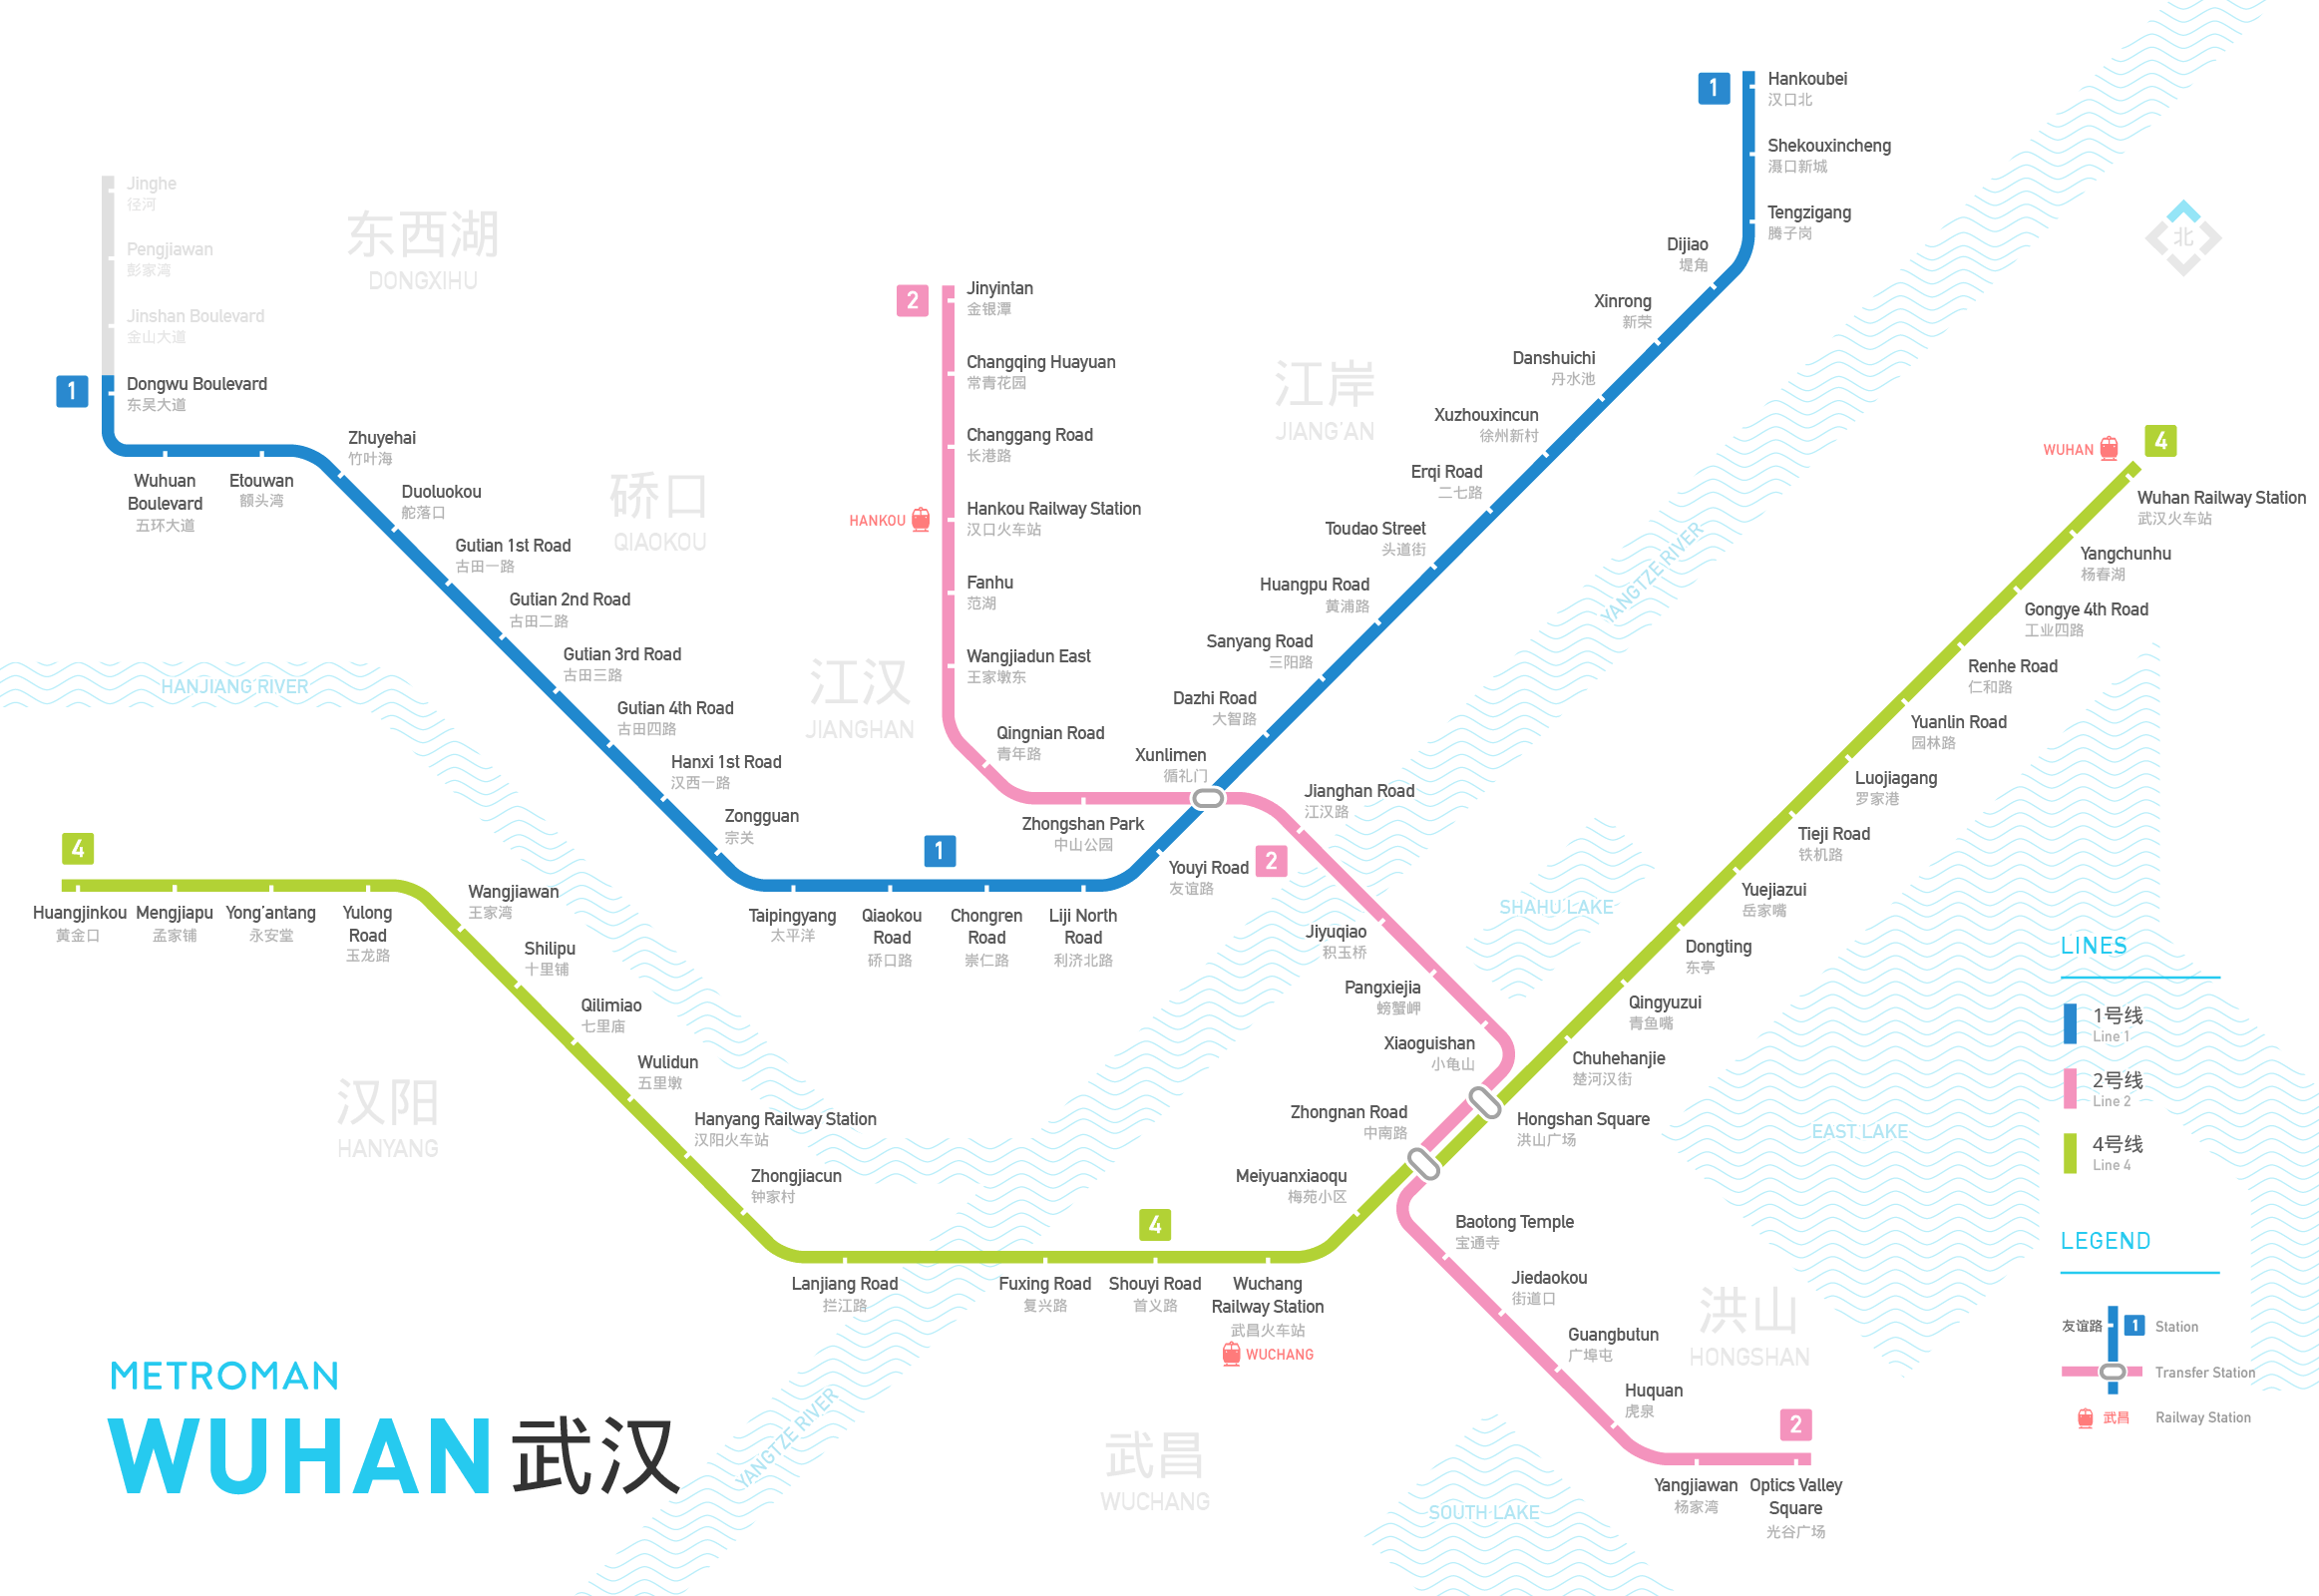 1
Hankoubei
汉口北
Shekouxincheng
滠口新城
Tengzigang
腾子岗
Dijiao
堤角
Xinrong
新荣
Danshuichi
丹水池
Xuzhouxincun
徐州新村
Erqi Road
二七路
Toudao Street
头道街
Huangpu Road
黄浦路
Sanyang Road
三阳路
Dazhi Road
大智路
Xunlimen
循礼门
Youyi Road
友谊路
Jinghe
径河
Pengjiawan
彭家湾
Jinshan Boulevard
金山大道
1
Dongwu Boulevard
东吴大道
Wuhuan
Boulevard
五环大道
Etouwan
额头湾
Zhuyehai
竹叶海
Duoluokou
舵落口
Gutian 1st Road
古田一路
Gutian 2nd Road
古田二路
Gutian 3rd Road
古田三路
Gutian 4th Road
古田四路
Hanxi 1st Road
汉西一路
Zongguan
宗关
1
Taipingyang
太平洋
Qiaokou
Road
硚口路
Chongren
Road
崇仁路
Liji North
Road
利济北路
东西湖
DONGXIHU
硚口
QIAOKOU
江汉
JIANGHAN
江岸
JIANG'AN
汉阳
HANYANG
武昌
WUCHANG
洪山
HONGSHAN
北
2
Jinyintan
金银潭
Changqing Huayuan
常青花园
Changgang Road
长港路
HANKOU
Hankou Railway Station
汉口火车站
Fanhu
范湖
Wangjiadun East
王家墩东
Qingnian Road
青年路
Zhongshan Park
中山公园
Jianghan Road
江汉路
2
Jiyuqiao
积玉桥
Pangxiejia
螃蟹岬
Xiaoguishan
小龟山
Zhongnan Road
中南路
Hongshan Square
洪山广场
Baotong Temple
宝通寺
Jiedaokou
街道口
Guangbutun
广埠屯
Huquan
虎泉
2
Yangjiawan
杨家湾
Optics Valley
Square
光谷广场
WUHAN
4
Wuhan Railway Station
武汉火车站
Yangchunhu
杨春湖
Gongye 4th Road
工业四路
Renhe Road
仁和路
Yuanlin Road
园林路
Luojiagang
罗家港
Tieji Road
铁机路
Yuejiazui
岳家嘴
Dongting
东亭
Qingyuzui
青鱼嘴
Chuhehanjie
楚河汉街
Meiyuanxiaoqu
梅苑小区
4
Huangjinkou
黄金口
Mengjiapu
孟家铺
Yong'antang
永安堂
Yulong
Road
玉龙路
Wangjiawan
王家湾
Shilipu
十里铺
Qilimiao
七里庙
Wulidun
五里墩
Hanyang Railway Station
汉阳火车站
Zhongjiacun
钟家村
4
Lanjiang Road
拦江路
Fuxing Road
复兴路
Shouyi Road
首义路
Wuchang
Railway Station
武昌火车站
WUCHANG
HANJIANG RIVER
YANGTZE RIVER
YANGTZE RIVER
SHAHU LAKE
EAST LAKE
SOUTH LAKE
LINES
1号线
Line 1
2号线
Line 2
4号线
Line 4
LEGEND
友谊路
1
Station
Transfer Station
武昌
Railway Station
METROMAN
WUHAN 武汉